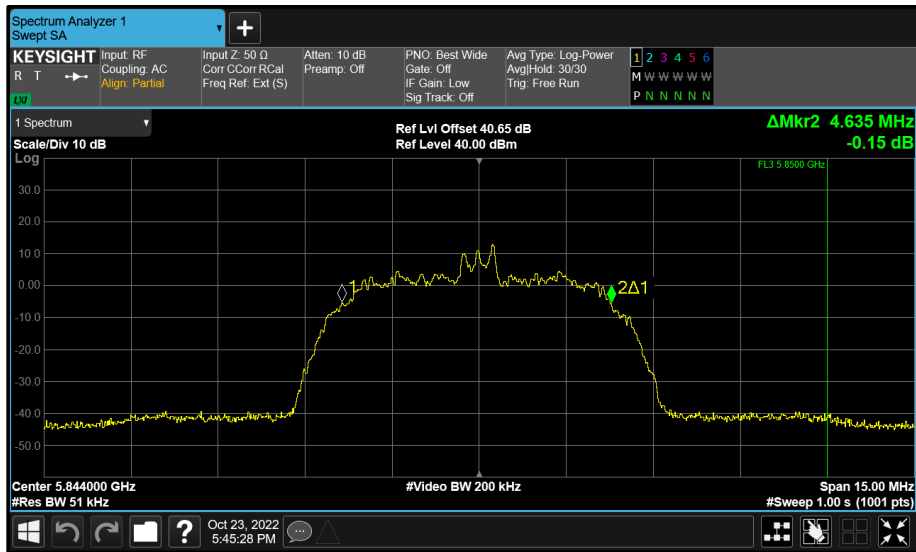 Spectrum Analyzer 1
Swept SA
+
KEYSIGHT
R T
LXI
Input: RF
Coupling: AC
Align: Partial
Input Z: 50 Ω
Corr CCorr RCal
Freq Ref: Ext (S)
Atten: 10 dB
Preamp: Off
PNO: Best Wide
Gate: Off
IF Gain: Low
Sig Track: Off
Avg Type: Log-Power
Avg|Hold: 30/30
Trig: Free Run
1 2 3 4 5 6
M W W W W W
P N N N N N
1 Spectrum
Scale/Div 10 dB
Ref Lvl Offset 40.65 dB
Ref Level 40.00 dBm
ΔMkr2 4.635 MHz
-0.15 dB
Log
FL3 5.8500 GHz
30.0
20.0
10.0
0.00
1
2Δ1
-10.0
-20.0
-30.0
-40.0
-50.0
Center 5.844000 GHz
#Video BW 200 kHz
Span 15.00 MHz
#Res BW 51 kHz
#Sweep 1.00 s (1001 pts)
?
Oct 23, 2022
5:45:28 PM